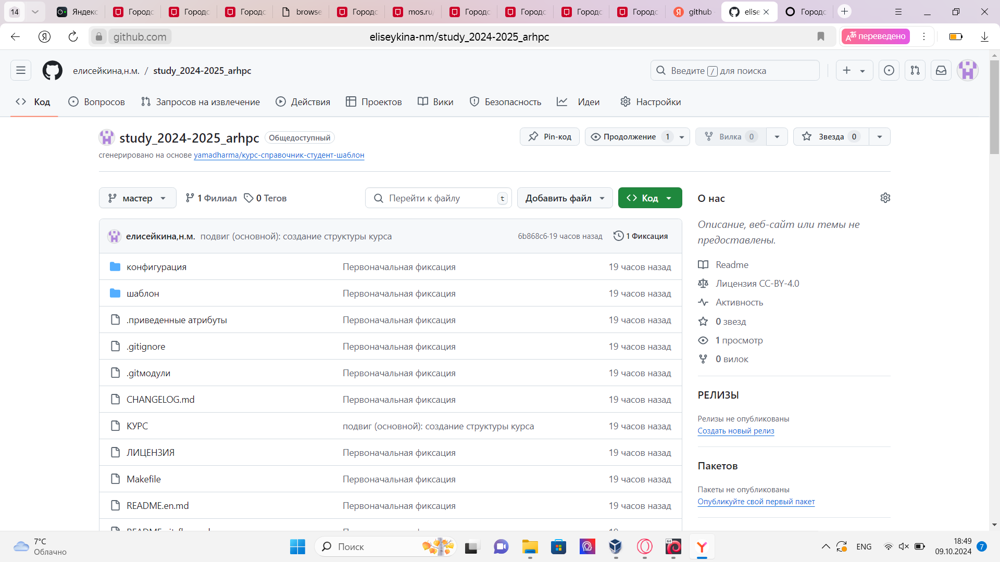 14 Яндекс Городс Городс Городс browse Городс mos.ru/ Городс Городс Городс Городс github elise Городс
github.com eliseykina-nm/study_2024-2025_arhpc переведено
елисейкина,н.м. / study_2024-2025_arhpc Введите / для поиска
Код Вопросов Запросов на извлечение Действия Проектов Вики Безопасность Идеи Настройки
study_2024-2025_arhpc Общедоступный Pin-код Продолжение 1 Вилка 0 Звезда 0
сгенерировано на основе yamadharma/курс-справочник-студент-шаблон
мастер 1 Филиал 0 Тегов Перейти к файлу t Добавить файл Код
елисейкина,н.м. подвиг (основной): создание структуры курса 6b868c6·19 часов назад 1 Фиксация
конфигурация Первоначальная фиксация 19 часов назад
шаблон Первоначальная фиксация 19 часов назад
.приведенные атрибуты Первоначальная фиксация 19 часов назад
.gitignore Первоначальная фиксация 19 часов назад
.gitмодули Первоначальная фиксация 19 часов назад
CHANGELOG.md Первоначальная фиксация 19 часов назад
КУРС подвиг (основной): создание структуры курса 19 часов назад
ЛИЦЕНЗИЯ Первоначальная фиксация 19 часов назад
Makefile Первоначальная фиксация 19 часов назад
README.en.md Первоначальная фиксация 19 часов назад
О нас
Описание, веб-сайт или темы не
предоставлены.
Readme
Лицензия CC-BY-4.0
Активность
0 звезд
1 просмотр
0 вилок
РЕЛИЗЫ
Релизы не опубликованы
Создать новый релиз
Пакетов
Пакеты не опубликованы
Опубликуйте свой первый пакет
7°C
Облачно
Поиск
64
ENG
18:49
09.10.2024
7